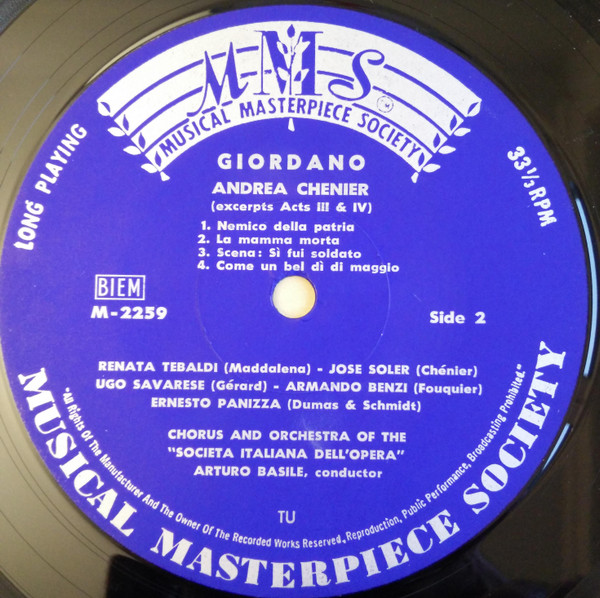 MMS
MUSICAL MASTERPIECE SOCIETY
LONG PLAYING
33 1/3 RPM
GIORDANO
ANDREA CHENIER
(excerpts Acts iii & IV)
1. Nemico della patria
2. La mamma morta
3. Scena: Sì fui soldato
4. Come un bel dì di maggio
BIEM
M-2259
Side 2
RENATA TEBALDI (Maddalena) - JOSE SOLER (Chénier)
UGO SAVARESE (Gérard) - ARMANDO BENZI (Fouquier)
ERNESTO PANIZZA (Dumas & Schmidt)
CHORUS AND ORCHESTRA OF THE
"SOCIETA ITALIANA DELL'OPERA"
ARTURO BASILE, conductor
TU
"All Rights Of The Manufacturer And The Owner Of The Recorded Works Reserved, Reproduction, Public Performance, Broadcasting Prohibited."
MUSICAL MASTERPIECE SOCIETY